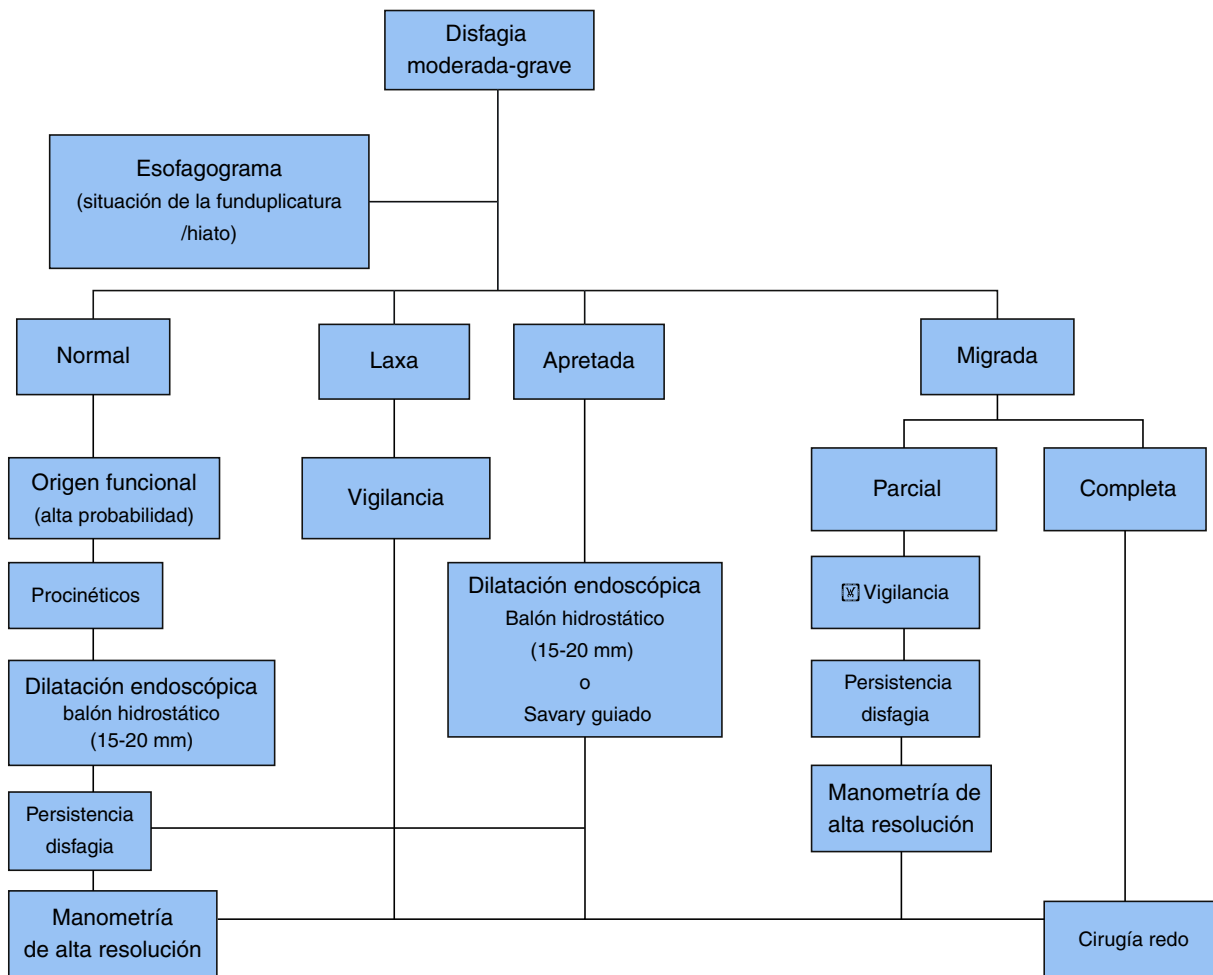 Disfagia
moderada-grave
Esofagograma
(situación de la funduplicatura
/hiato)
Normal
Laxa
Apretada
Migrada
Origen funcional
(alta probabilidad)
Vigilancia
Parcial
Completa
Procinéticos
Dilatación endoscópica
Balón hidrostático
(15-20 mm)
o
Savary guiado
Vigilancia
Dilatación endoscópica
balón hidrostático
(15-20 mm)
Persistencia
disfagia
Persistencia
disfagia
Manometría de
alta resolución
Manometría
de alta resolución
Cirugía redo